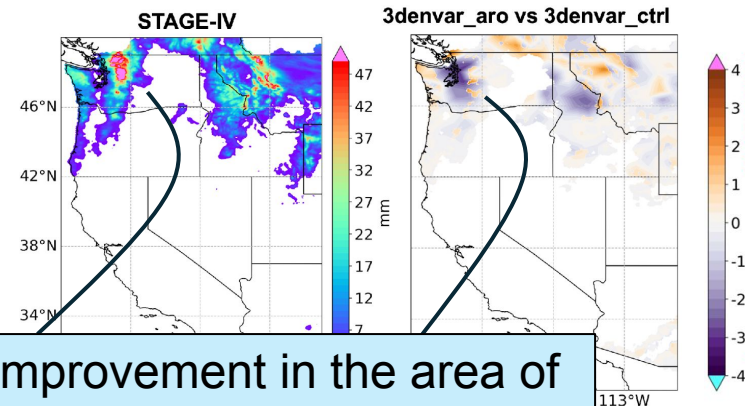 STAGE-IV
3denvar_aro vs 3denvar_ctrl
46°N
42°N
38°N
34°N
47
42
37
32
27
22
17
12
7
mm
4
3
2
1
0
-1
-2
-3
-4
113°W
mprovement in the area of